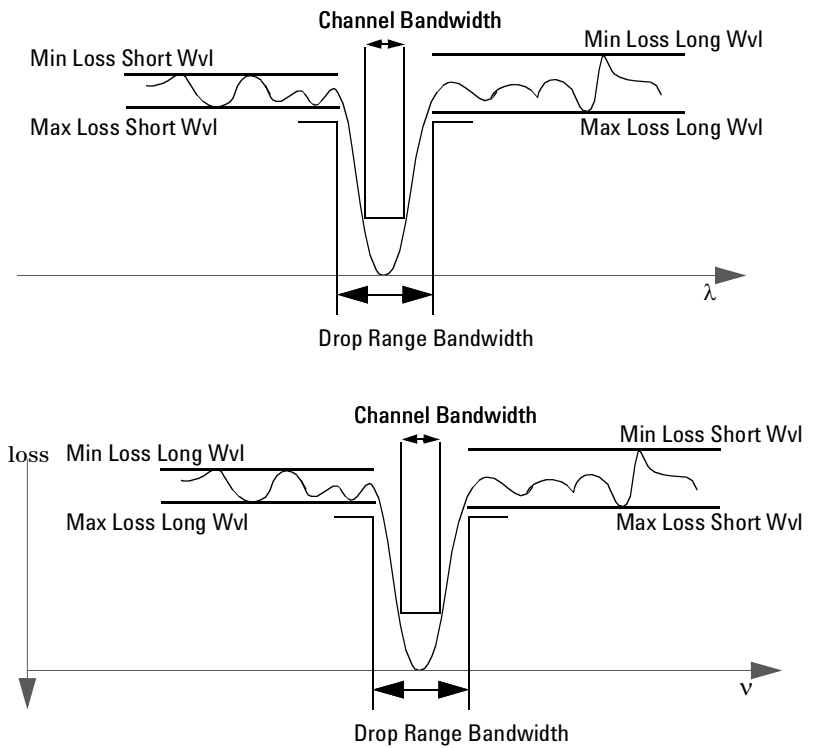 Channel Bandwidth
Min Loss Short Wvl
Min Loss Long Wvl
Max Loss Short Wvl
Max Loss Long Wvl
λ
Drop Range Bandwidth
Channel Bandwidth
loss
Min Loss Long Wvl
Min Loss Short Wvl
Max Loss Long Wvl
Max Loss Short Wvl
ν
Drop Range Bandwidth